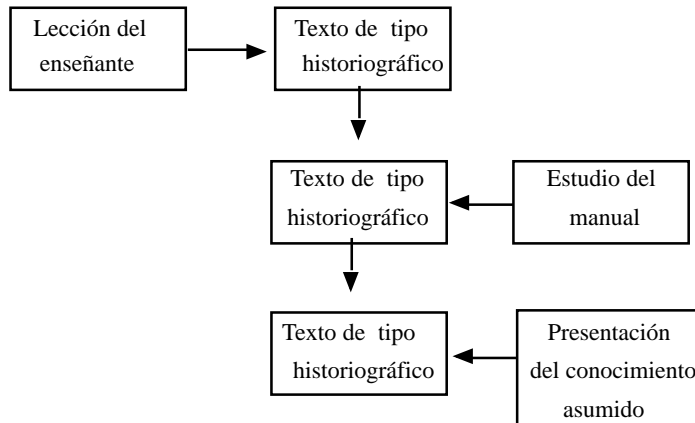 Lección del
enseñante
Texto de tipo
historiográfico
Texto de tipo
historiográfico
Estudio del
manual
Texto de tipo
historiográfico
Presentación
del conocimiento
asumido